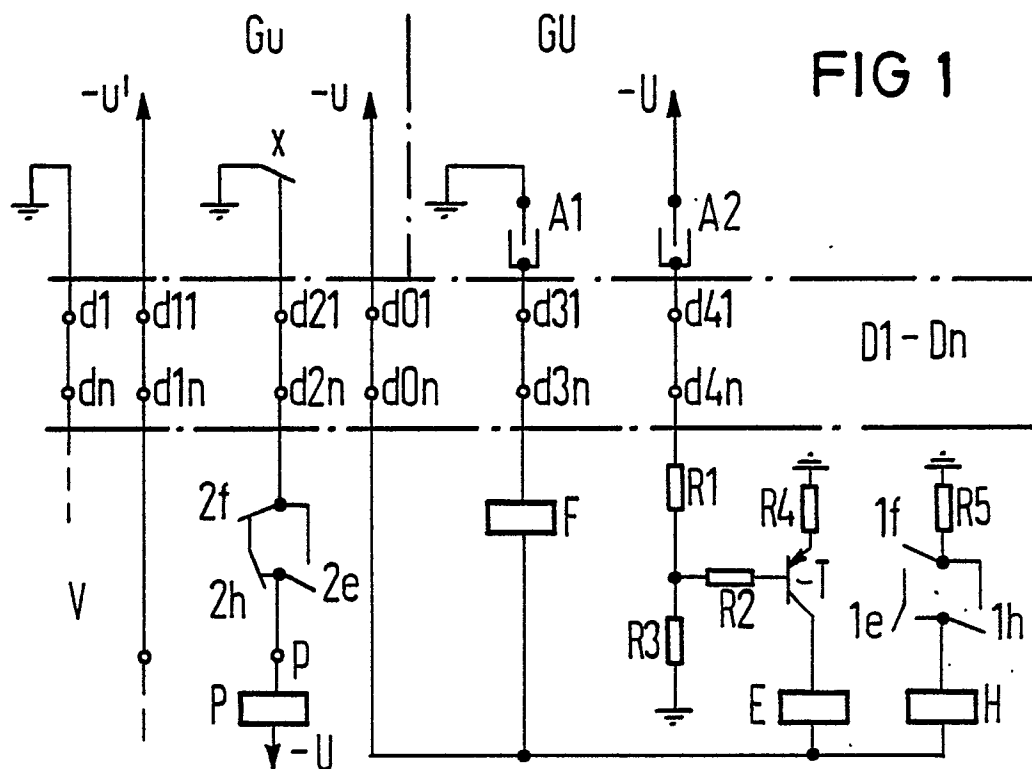 Gu GU FIG 1
-u' -u -U
x A1 A2
d1 d11 d21 d01 d31 d41
D1 - Dn
dn d1n d2n d0n d3n d4n
2f F R1 R4 1f R5
V 2h 2e R2 T 1e 1h
R3
p
P E H
-U